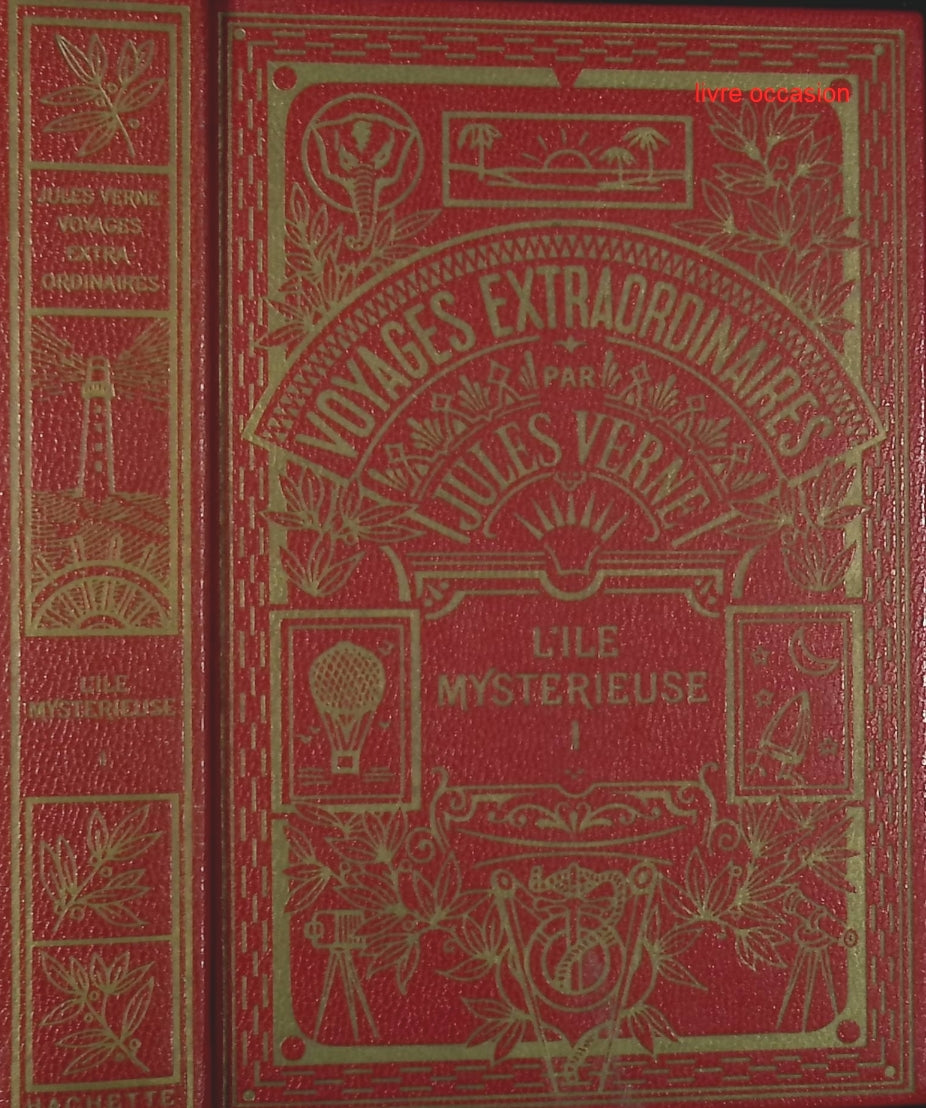 JULES VERNE
VOYAGES
EXTRA
ORDINAIRES
L'ILE
MYSTERIEUSE
I
HACHETTE
livre occasion
VOYAGES EXTRAORDINAIRES
PAR
JULES VERNE
L'ILE
MYSTERIEUSE
I